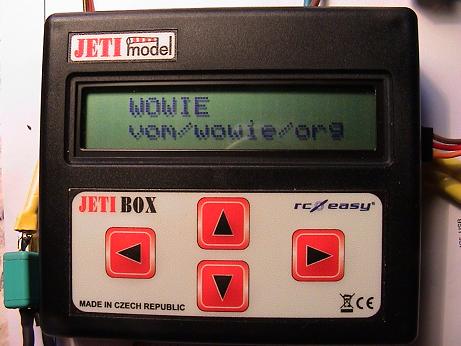 JETI model
WOWIE
von/wowie/org
JETI BOX
rc easy
MADE IN CZECH REPUBLIC
CE